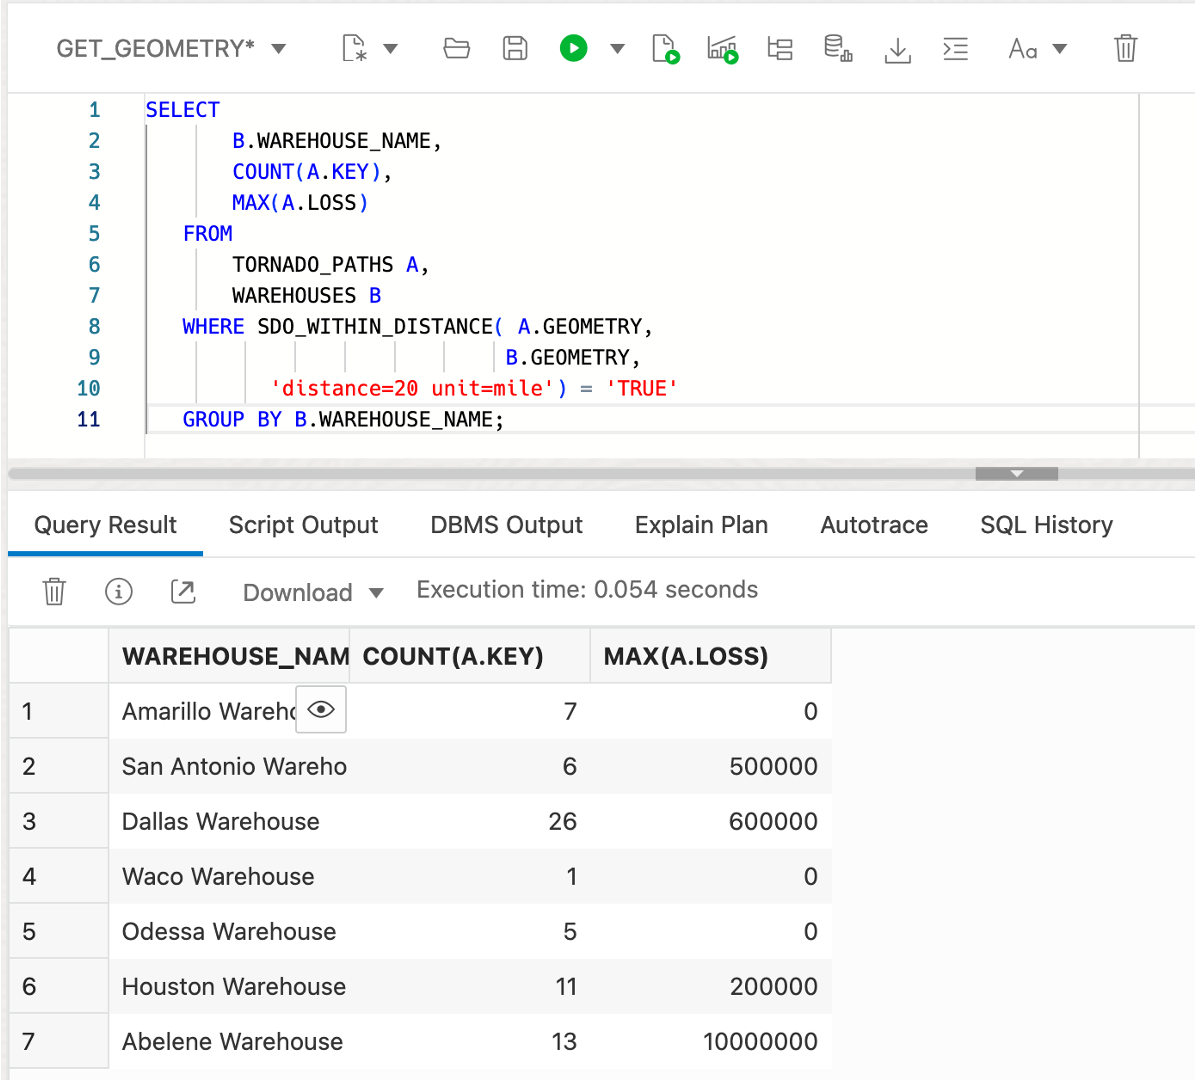 GET_GEOMETRY*
Aa
1 SELECT
2 B.WAREHOUSE_NAME,
3 COUNT(A.KEY),
4 MAX(A.LOSS)
5 FROM
6 TORNADO_PATHS A,
7 WAREHOUSES B
8 WHERE SDO_WITHIN_DISTANCE( A.GEOMETRY,
9 B.GEOMETRY,
10 'distance=20 unit=mile') = 'TRUE'
11 GROUP BY B.WAREHOUSE_NAME;
Query Result Script Output DBMS Output Explain Plan Autotrace SQL History
Download Execution time: 0.054 seconds
WAREHOUSE_NAM COUNT(A.KEY) MAX(A.LOSS)
1 Amarillo Wareho 7 0
2 San Antonio Wareho 6 500000
3 Dallas Warehouse 26 600000
4 Waco Warehouse 1 0
5 Odessa Warehouse 5 0
6 Houston Warehouse 11 200000
7 Abelene Warehouse 13 10000000